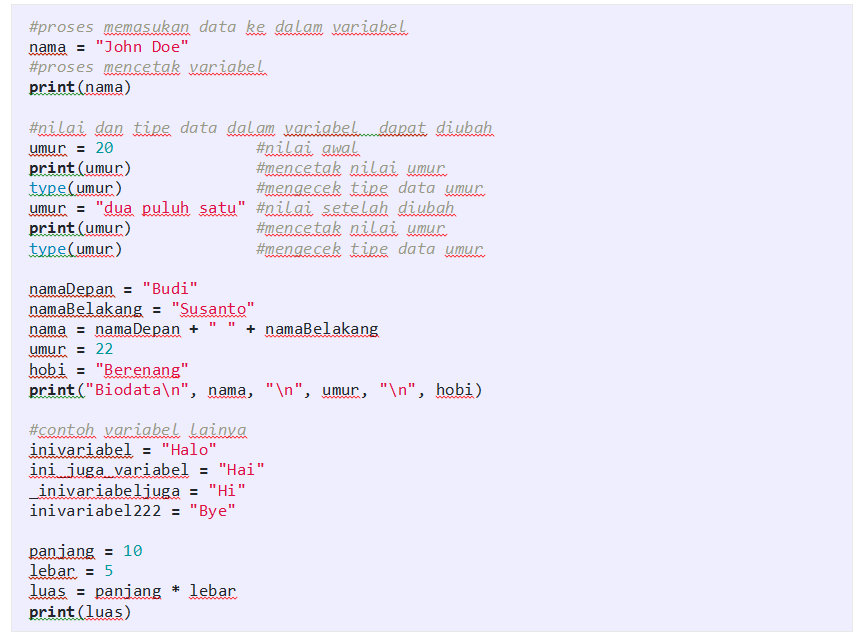 #proses memasukan data ke dalam variabel
nama = "John Doe"
#proses mencetak variabel
print(nama)
#nilai dan tipe data dalam variabel  dapat diubah
umur = 20               #nilai awal
print(umur)             #mencetak nilai umur
type(umur)              #mengecek tipe data umur
umur = "dua puluh satu" #nilai setelah diubah
print(umur)             #mencetak nilai umur
type(umur)              #mengecek tipe data umur
namaDepan = "Budi"
namaBelakang = "Susanto"
nama = namaDepan + " " + namaBelakang
umur = 22
hobi = "Berenang"
print("Biodata\n", nama, "\n", umur, "\n", hobi)
#contoh variabel lainya
inivariabel = "Halo"
ini_juga_variabel = "Hai"
_inivariabeljuga = "Hi"
inivariabel222 = "Bye"
panjang = 10
lebar = 5
luas = panjang * lebar
print(luas)